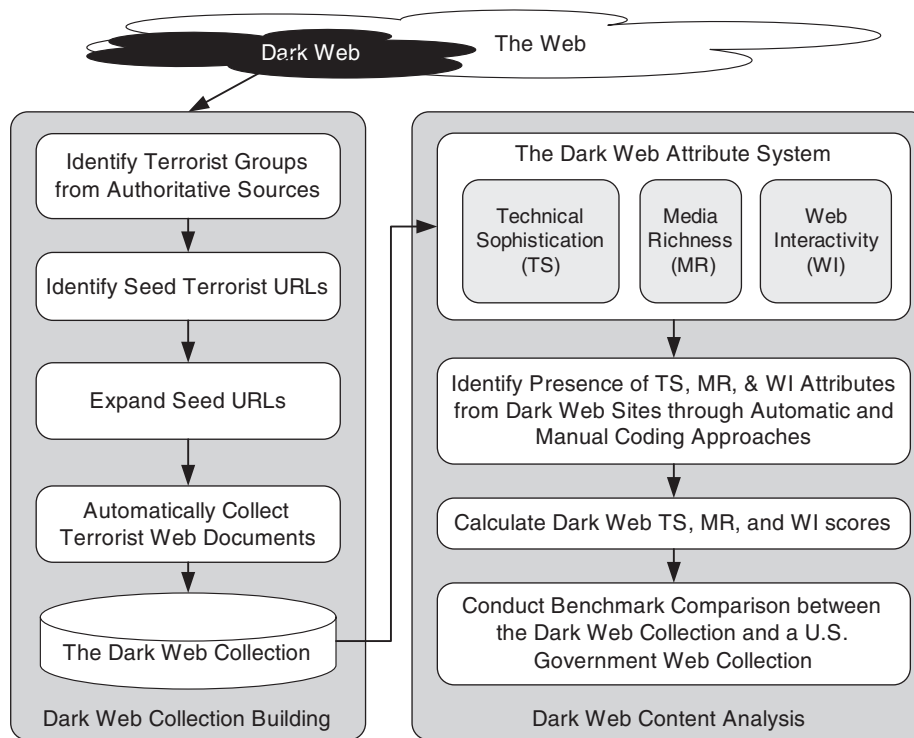 Dark Web
The Web
Identify Terrorist Groups
from Authoritative Sources
Identify Seed Terrorist URLs
Expand Seed URLs
Automatically Collect
Terrorist Web Documents
The Dark Web Collection
Dark Web Collection Building
The Dark Web Attribute System
Technical
Sophistication
(TS)
Media
Richness
(MR)
Web
Interactivity
(WI)
Identify Presence of TS, MR, & WI Attributes
from Dark Web Sites through Automatic and
Manual Coding Approaches
Calculate Dark Web TS, MR, and WI scores
Conduct Benchmark Comparison between
the Dark Web Collection and a U.S.
Government Web Collection
Dark Web Content Analysis